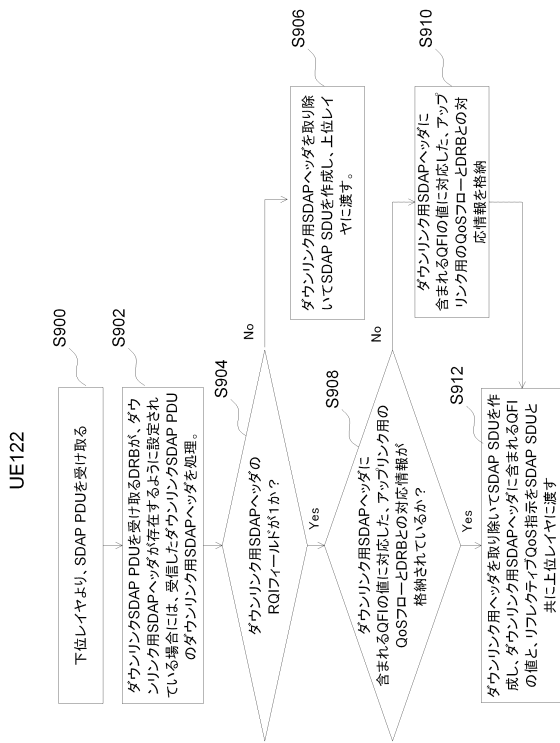 UE122
S900
下位レイヤより、SDAP PDUを受け取る
S902
ダウンリンクSDAP PDUを受け取るDRBが、ダウ
ンリンク用SDAPヘッダが存在するように設定され
ている場合には、受信したダウンリンクSDAP PDU
のダウンリンク用SDAPヘッダを処理。
S904
ダウンリンク用SDAPヘッダの
RQIフィールドが1か？
No
S906
ダウンリンク用SDAPヘッダを取り除
いてSDAP SDUを作成し、上位レイ
ヤに渡す。
Yes
S908
ダウンリンク用SDAPヘッダに
含まれるQFIの値に対応した、アップリンク用の
QoSフローとDRBとの対応情報が
格納されているか？
No
S910
ダウンリンク用SDAPヘッダに
含まれるQFIの値に対応した、アップ
リンク用のQoSフローとDRBとの対
応情報を格納
Yes
S912
ダウンリンク用ヘッダを取り除いてSDAP SDUを作
成し、ダウンリンク用SDAPヘッダに含まれるQFI
の値と、リフレクティブQoS指示をSDAP SDUと
共に上位レイヤに渡す